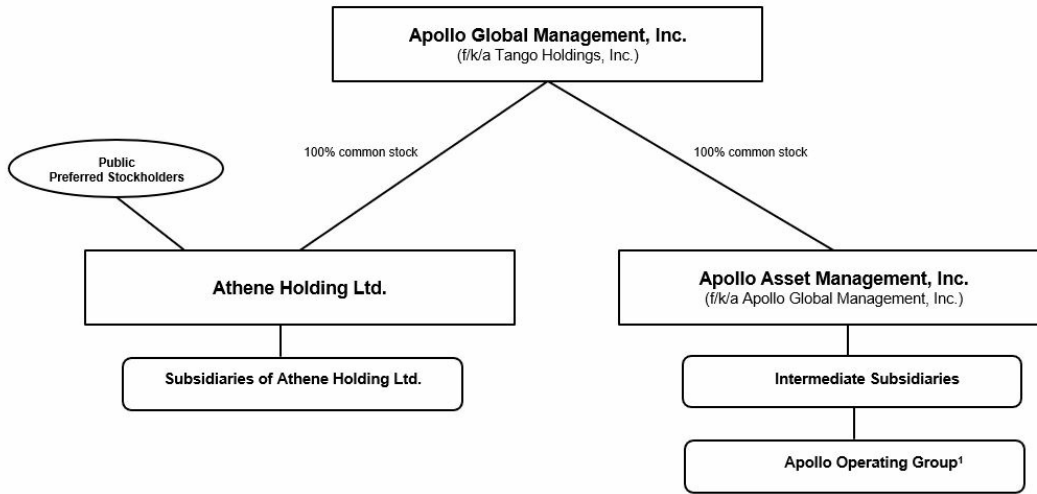 Apollo Global Management, Inc.
(f/k/a Tango Holdings, Inc.)
100% common stock
100% common stock
Public
Preferred Stockholders
Athene Holding Ltd.
Apollo Asset Management, Inc.
(f/k/a Apollo Global Management, Inc.)
Subsidiaries of Athene Holding Ltd.
Intermediate Subsidiaries
Apollo Operating Group¹